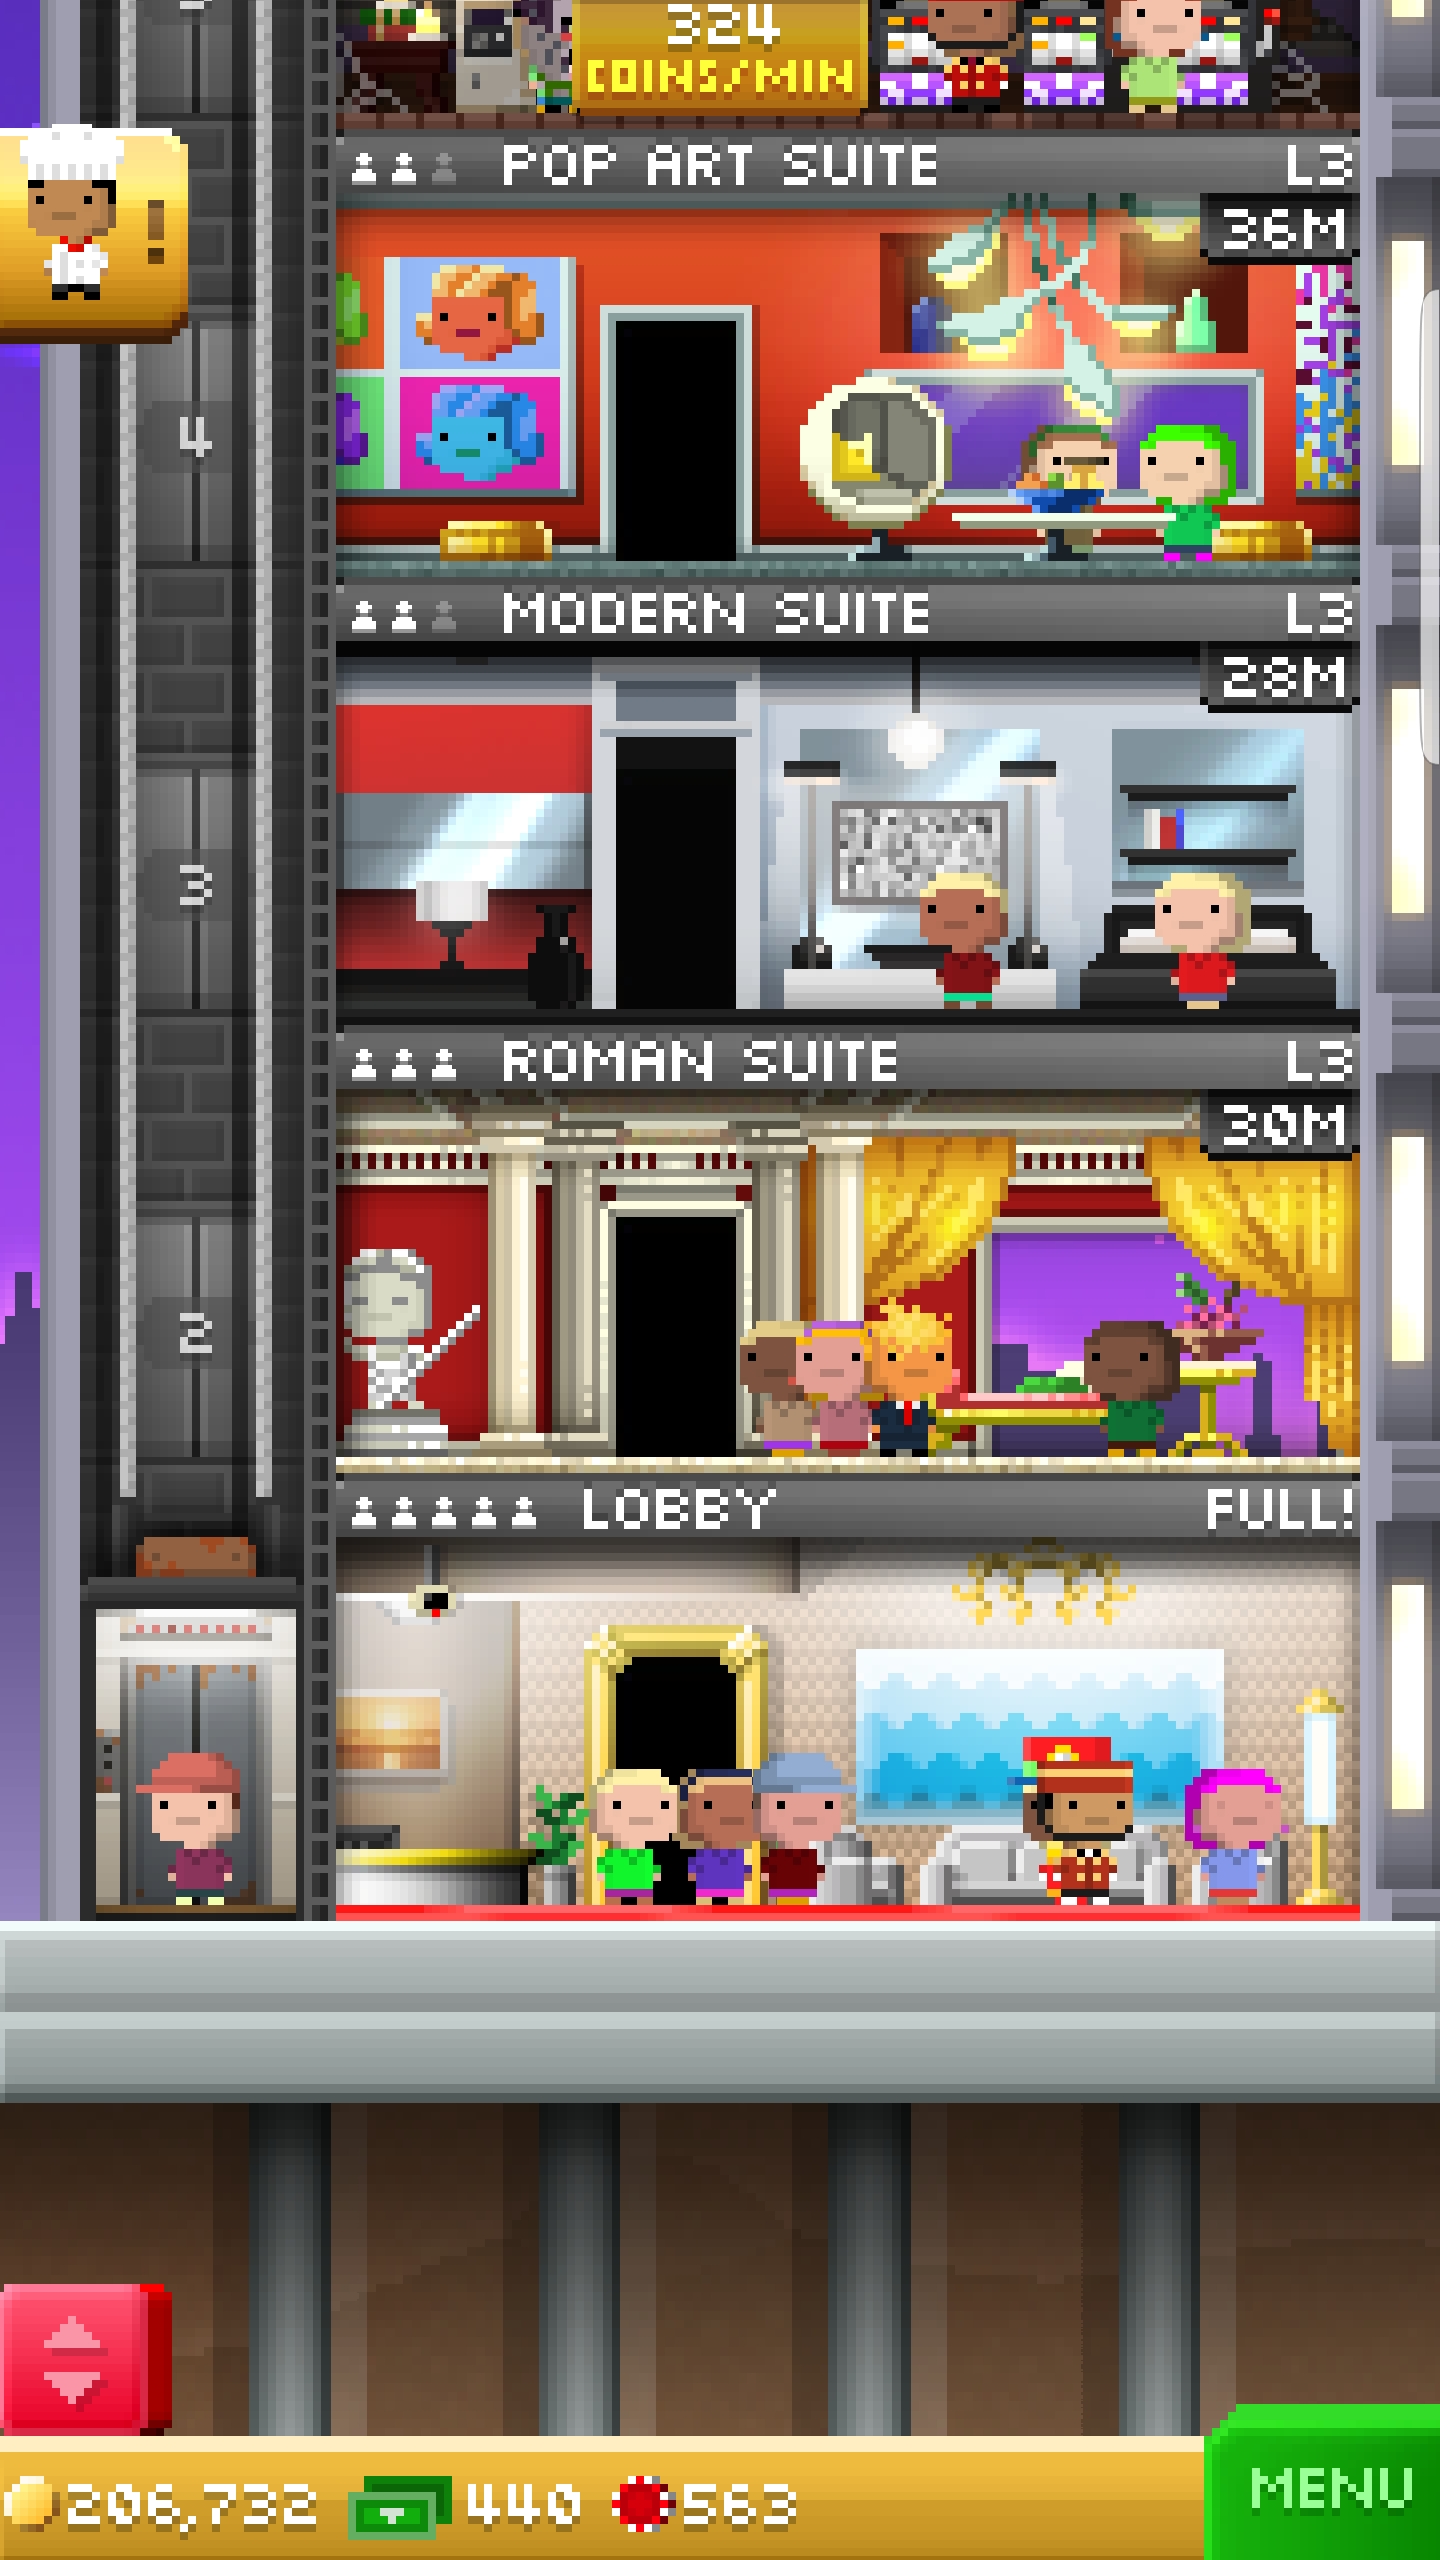 324
COINS/MIN
!
POP ART SUITE L3
36M
4
MODERN SUITE L3
28M
3
ROMAN SUITE L3
30M
2
LOBBY FULL!
206,732 440 563
MENU